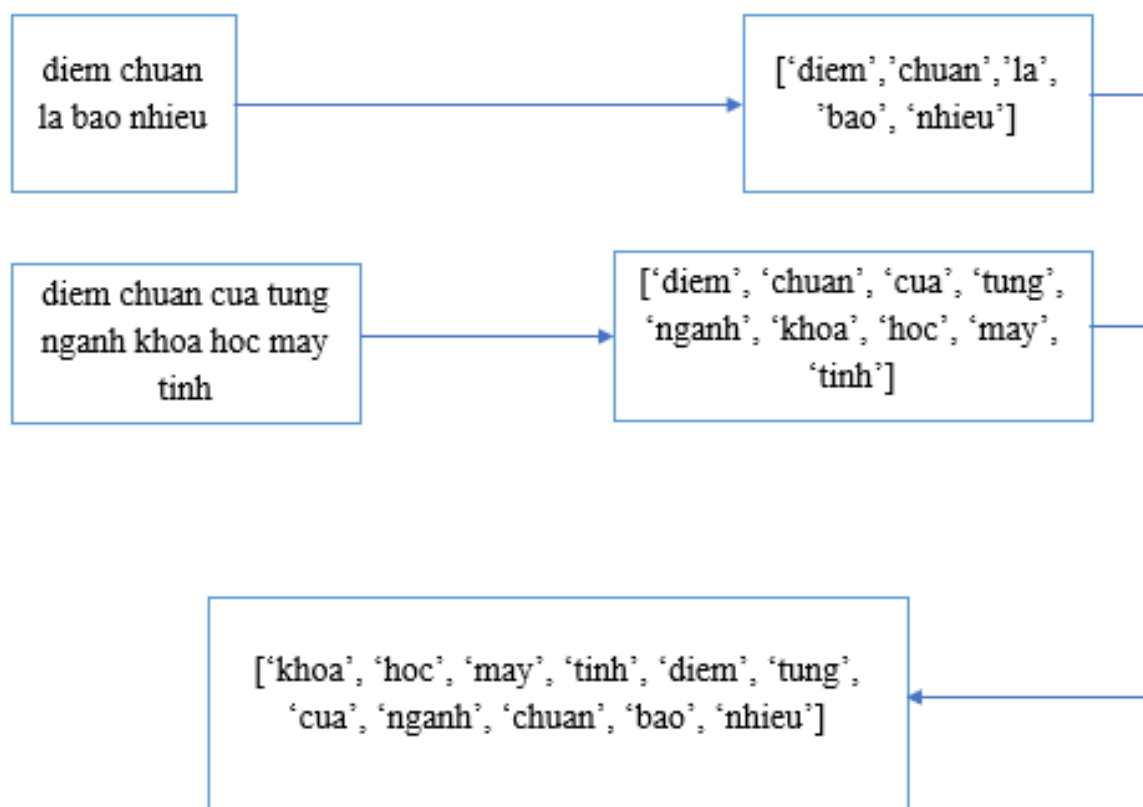 diem chuan
la bao nhieu
[‘diem’,’chuan’,’la’,
’bao’, ‘nhieu’]
diem chuan cua tung
nganh khoa hoc may
tinh
[‘diem’, ‘chuan’, ‘cua’, ‘tung’,
‘nganh’, ‘khoa’, ‘hoc’, ‘may’,
‘tinh’]
[‘khoa’, ‘hoc’, ‘may’, ‘tinh’, ‘diem’, ‘tung’,
‘cua’, ‘nganh’, ‘chuan’, ‘bao’, ‘nhieu’]